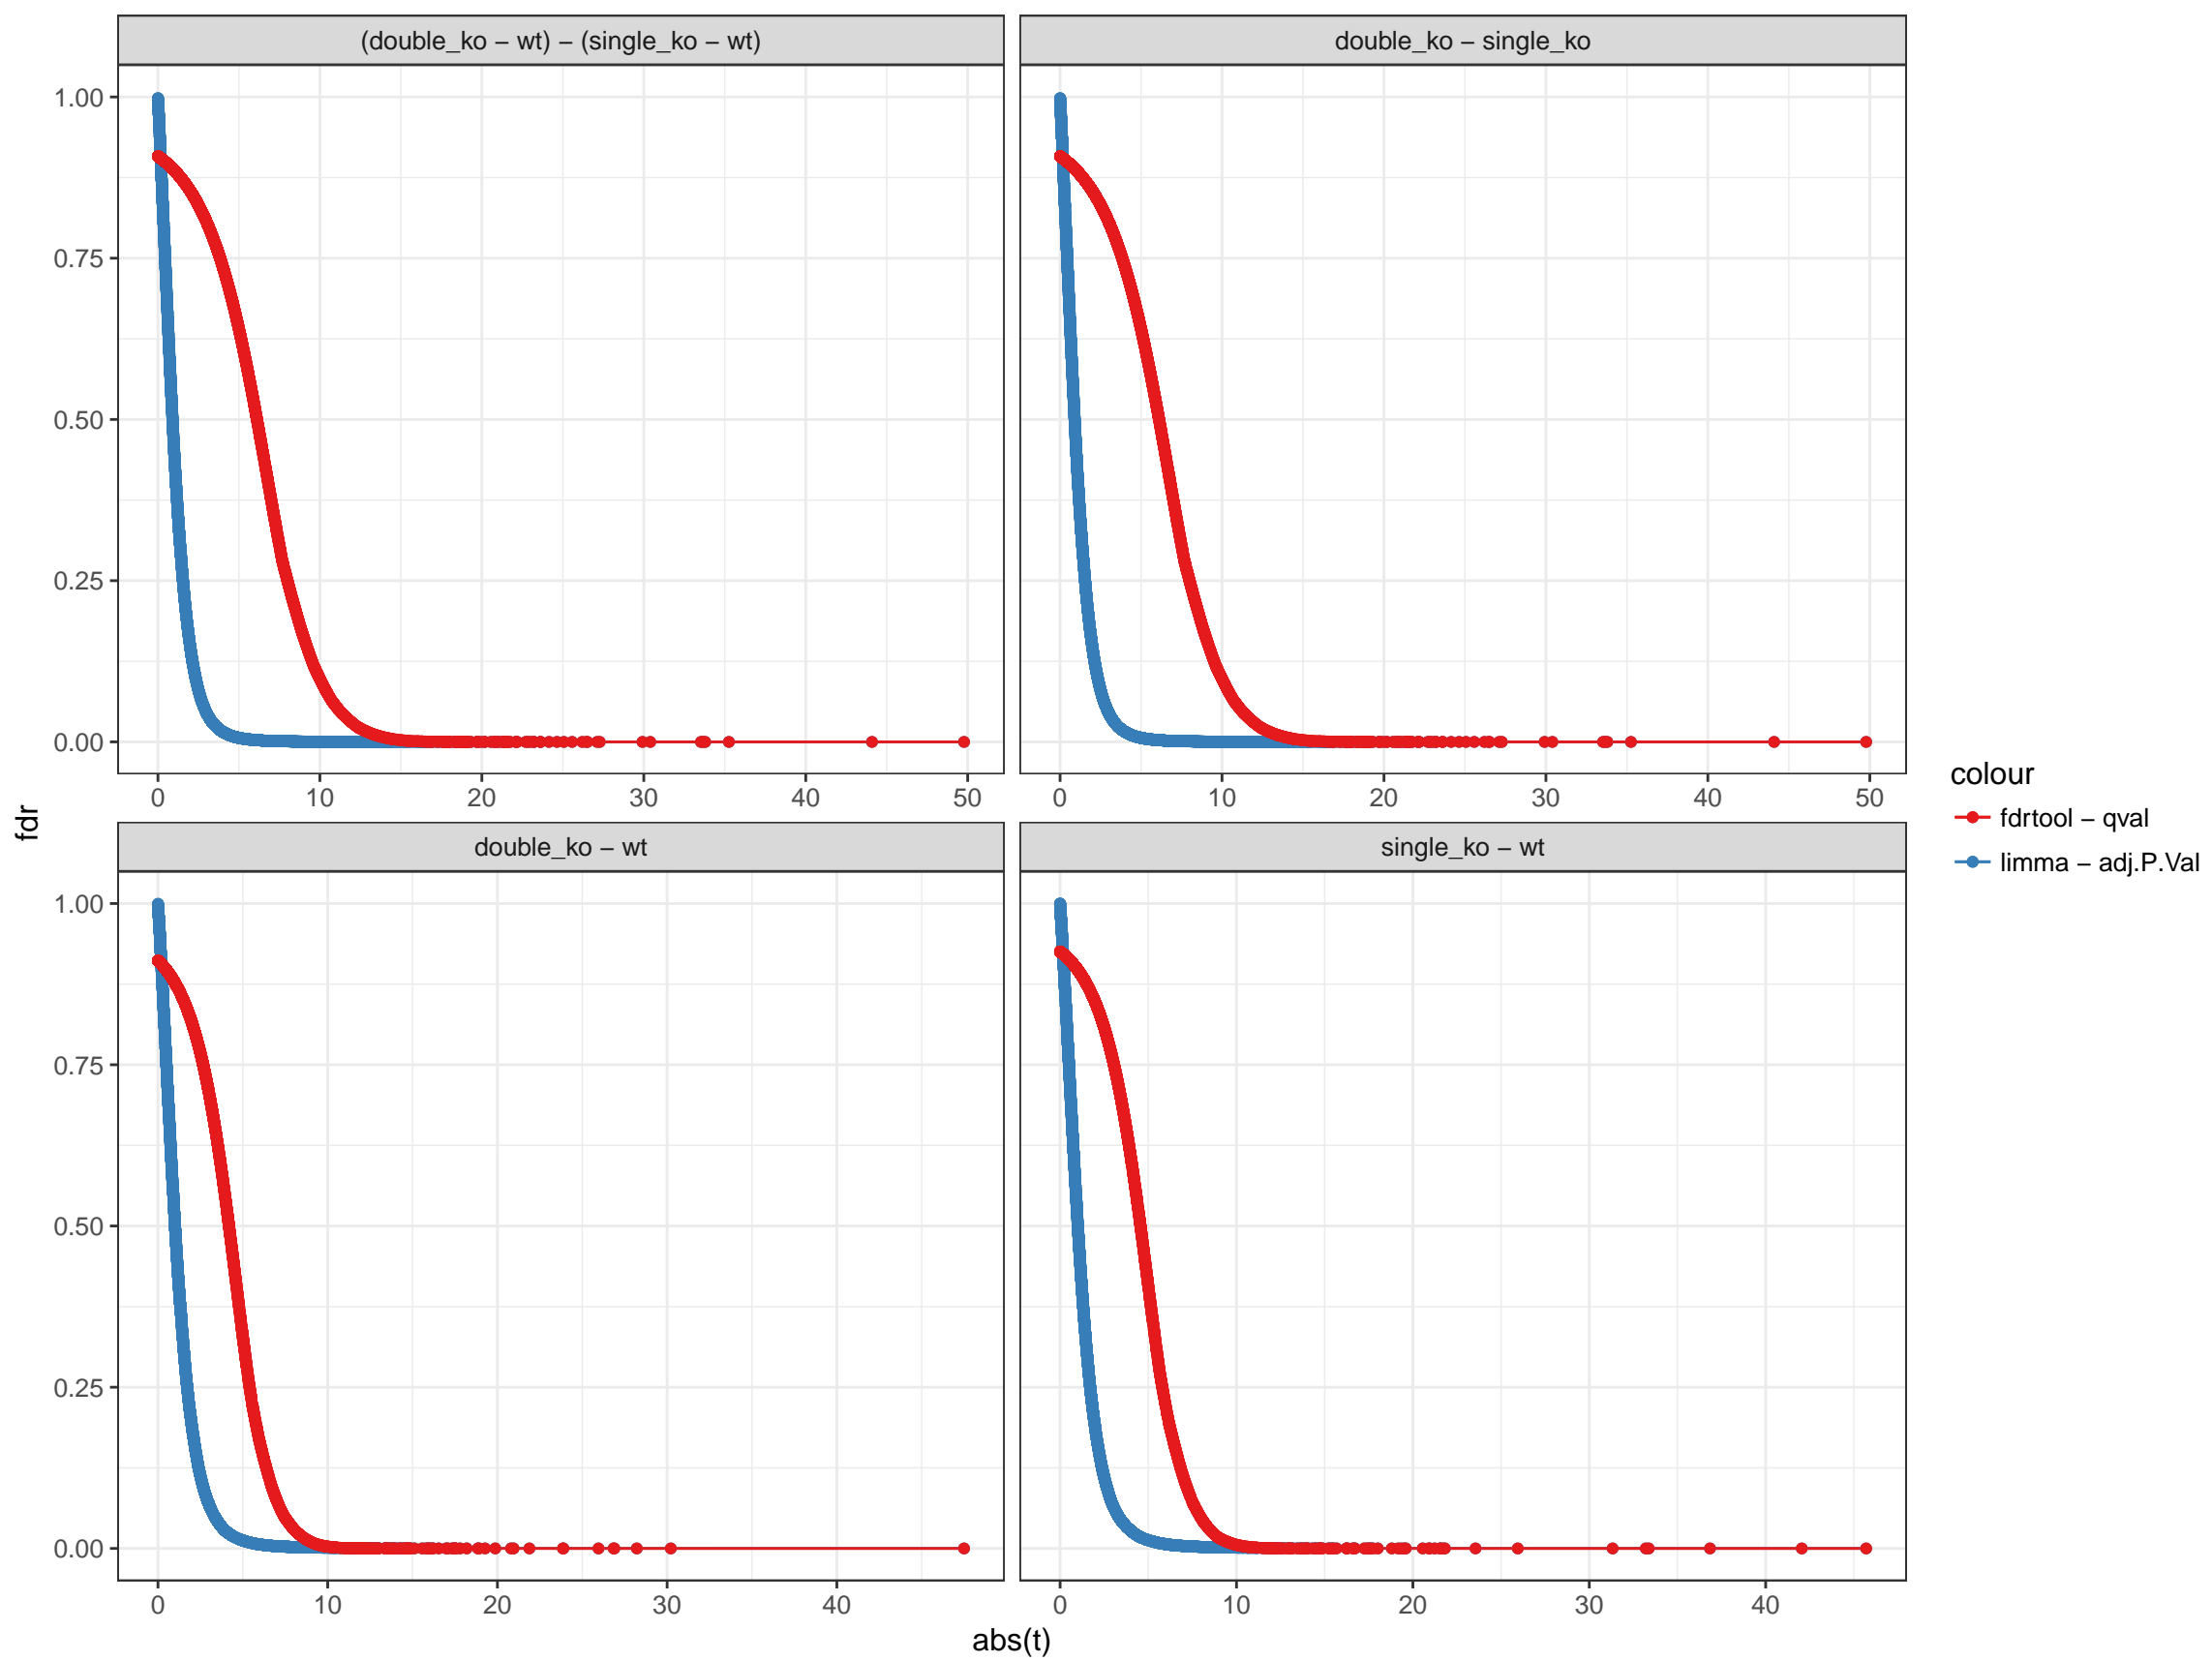 (double_ko – wt) – (single_ko – wt)
double_ko – single_ko
1.00
0.75
0.50
0.25
0.00
0 10 20 30 40 50
0 10 20 30 40 50
fdr
double_ko – wt
single_ko – wt
1.00
0.75
0.50
0.25
0.00
0 10 20 30 40
0 10 20 30 40
abs(t)
colour
fdrtool – qval
limma – adj.P.Val